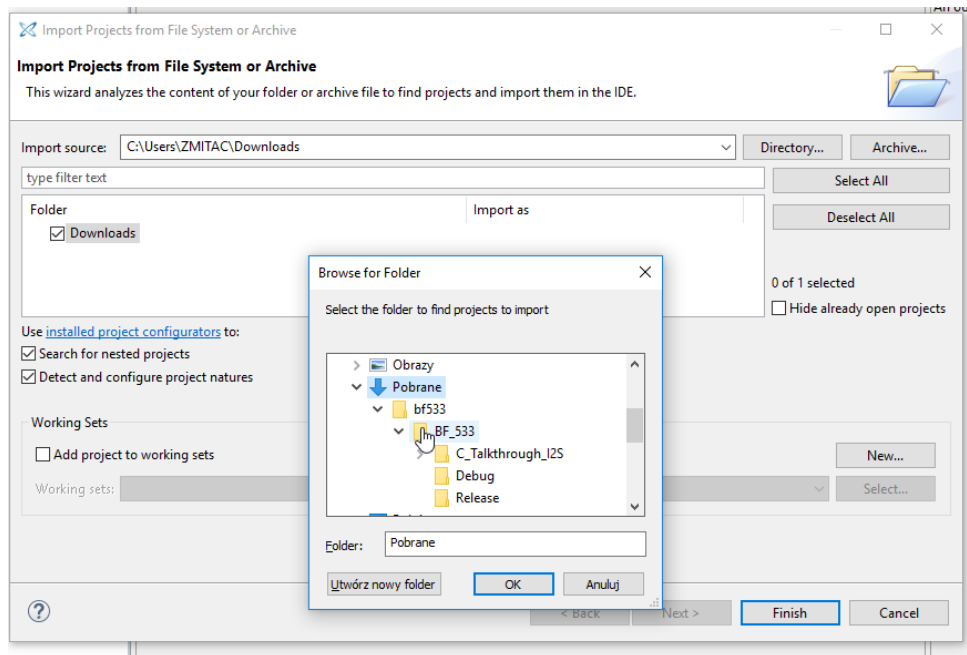 An ou
Import Projects from File System or Archive
Import Projects from File System or Archive
This wizard analyzes the content of your folder or archive file to find projects and import them in the IDE.
Import source: C:\Users\ZMITAC\Downloads Directory... Archive...
type filter text Select All
Folder Import as Deselect All
Downloads
Browse for Folder
0 of 1 selected
Select the folder to find projects to import
Hide already open projects
Use installed project configurators to:
Search for nested projects
Detect and configure project natures
Obrazy
Pobrane
bf533
BF_533
C_Talkthrough_I2S
Debug
Release
Working Sets
Add project to working sets New...
Working sets: Select...
Folder: Pobrane
Utwórz nowy folder OK Anuluj
? < Back Next > Finish Cancel